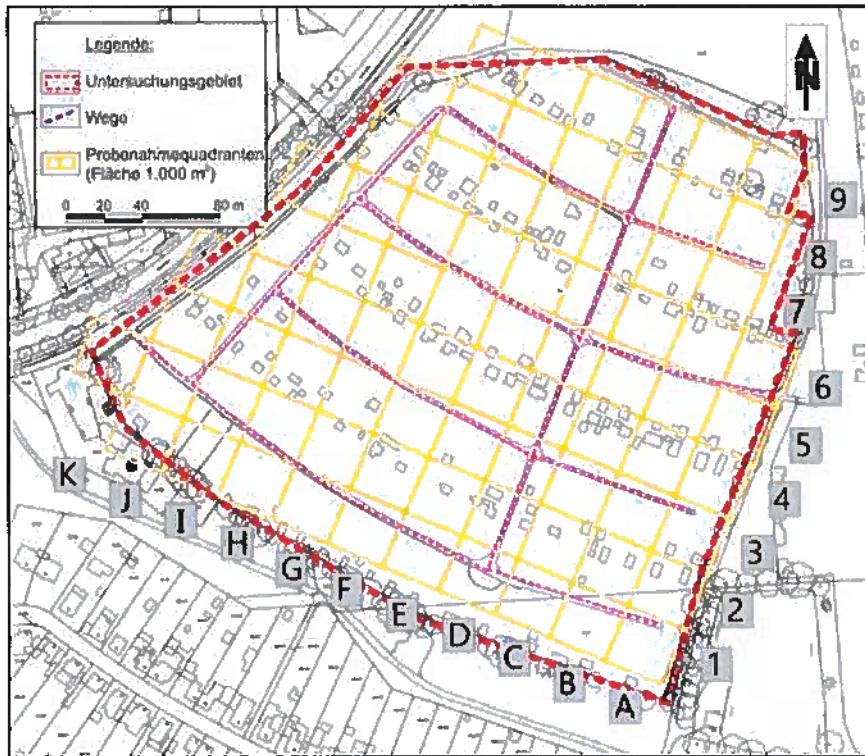 Legende:
Untersuchungsgebiet
Wege
Probenahmequadranten
(Fläche 1.000 m²)
0 20 40 80 m
N
9
8
7
6
5
4
3
2
1
K
J
I
H
G
F
E
D
C
B
A